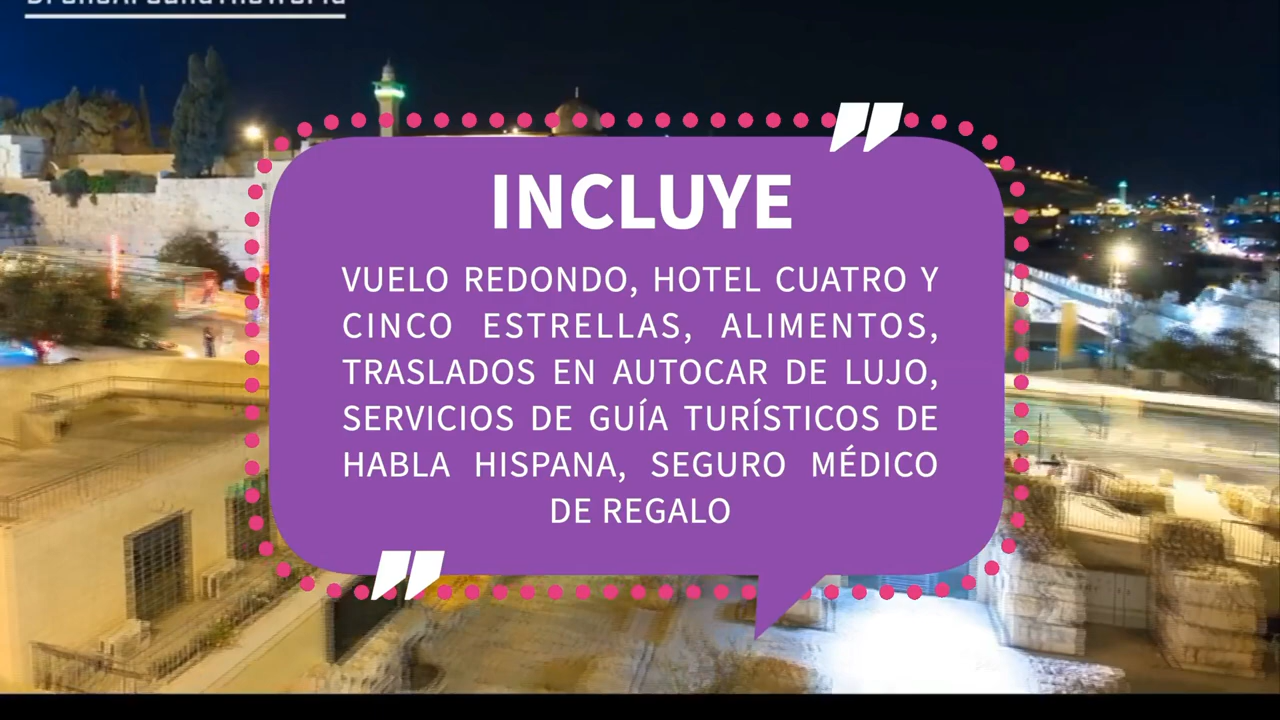 INCLUYE
VUELO REDONDO, HOTEL CUATRO Y
CINCO ESTRELLAS, ALIMENTOS,
TRASLADOS EN AUTOCAR DE LUJO,
SERVICIOS DE GUÍA TURÍSTICOS DE
HABLA HISPANA, SEGURO MÉDICO
DE REGALO